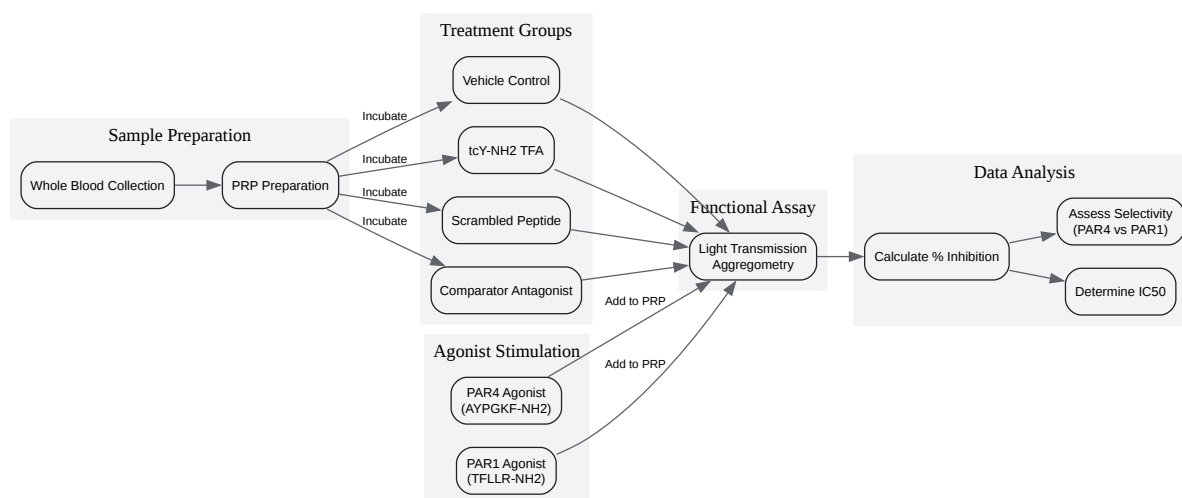 Sample Preparation
Whole Blood Collection
PRP Preparation
Incubate
Incubate
Incubate
Incubate
Treatment Groups
Vehicle Control
tcY-NH2 TFA
Scrambled Peptide
Comparator Antagonist
Agonist Stimulation
PAR4 Agonist
(AYPGKF-NH2)
PAR1 Agonist
(TFLLR-NH2)
Add to PRP
Add to PRP
Functional Assay
Light Transmission
Aggregometry
Data Analysis
Calculate % Inhibition
Assess Selectivity
(PAR4 vs PAR1)
Determine IC50